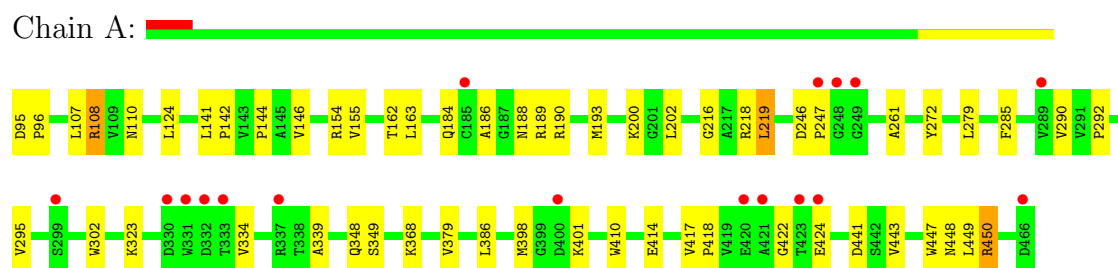 Chain A:
D95 P96 L107 R108 V109 N110 L124 L141 P142 V143 P144 A145 V146 R154 V155 T162 L163 Q184 C185 A186 G187 N188 R189 R190 M193 K200 G201 L202 G216 A217 R218 L219 D246 P247 G248 G249 A261 Y272 L279 F285 V289 V290 V291 P292
V295 S299 W302 K323 D330 W331 D332 T333 V334 R337 T338 A339 Q348 S349 K368 V379 L386 M398 G399 D400 K401 W410 E414 V417 P418 V419 E420 A421 G422 T423 E424 D441 S442 V443 W447 N448 L449 R450 D466